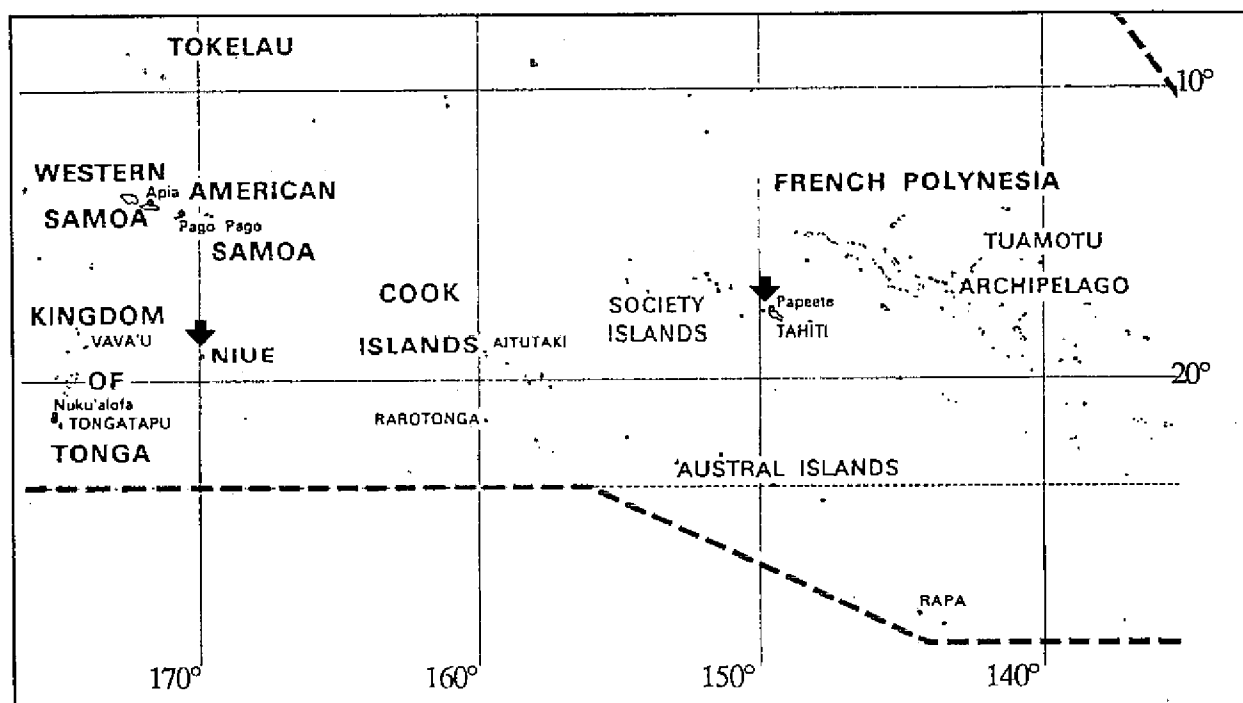 TOKELAU
10°
WESTERN
Apia AMERICAN
SAMOA
Pago Pago
SAMOA
FRENCH POLYNESIA
TUAMOTU
ARCHIPELAGO
COOK
ISLANDS AITUTAKI
SOCIETY
ISLANDS
Papeete
TAHITI
KINGDOM
VAVA'U
NIUE
OF
20°
Nuku'alofa
TONGATAPU
TONGA
RAROTONGA
AUSTRAL ISLANDS
RAPA
170° 160° 150° 140°